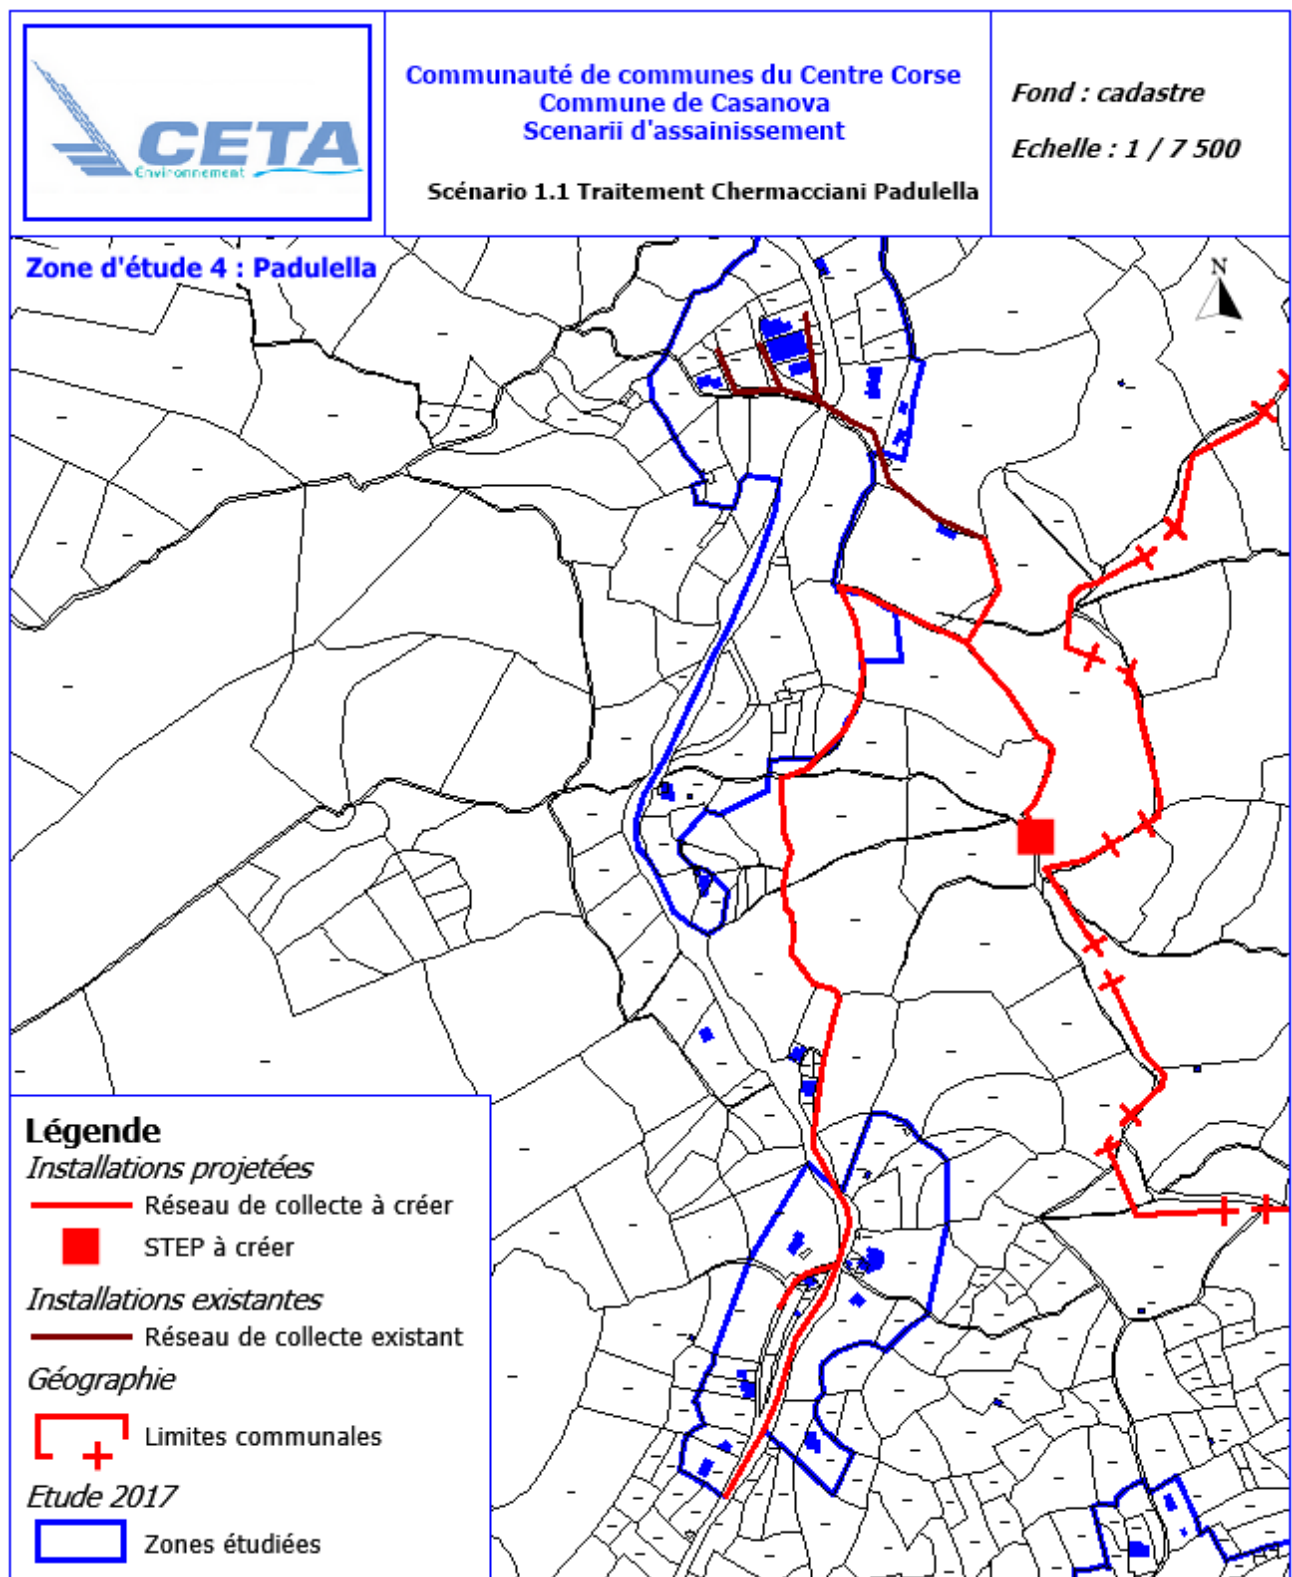 CETA
Environnement
Communauté de communes du Centre Corse
Commune de Casanova
Scenarii d'assainissement
Scénario 1.1 Traitement Chermacciani Padulella
Fond : cadastre
Echelle : 1 / 7 500
Zone d'étude 4 : Padulella
N
Légende
Installations projetées
Réseau de collecte à créer
STEP à créer
Installations existantes
Réseau de collecte existant
Géographie
Limites communales
Etude 2017
Zones étudiées